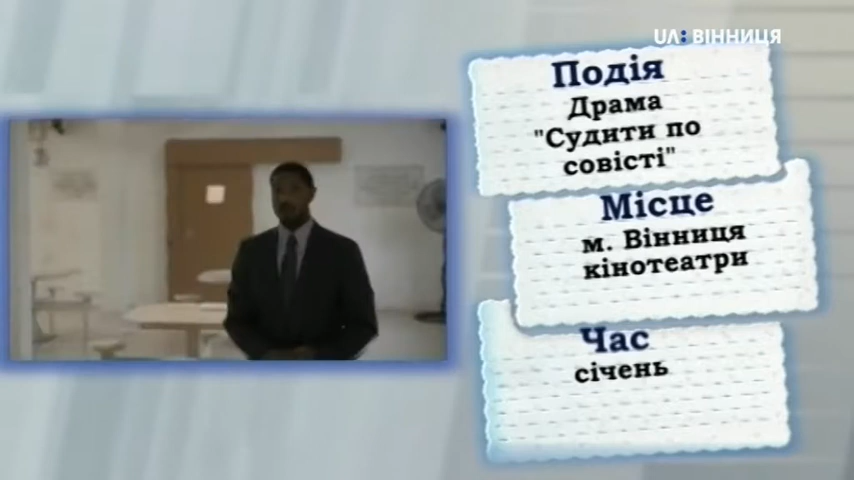 UA: ВІННИЦЯ
Подія
Драма
"Судити по
совісті"
Місце
м. Вінниця
кінотеатри
Час
січень